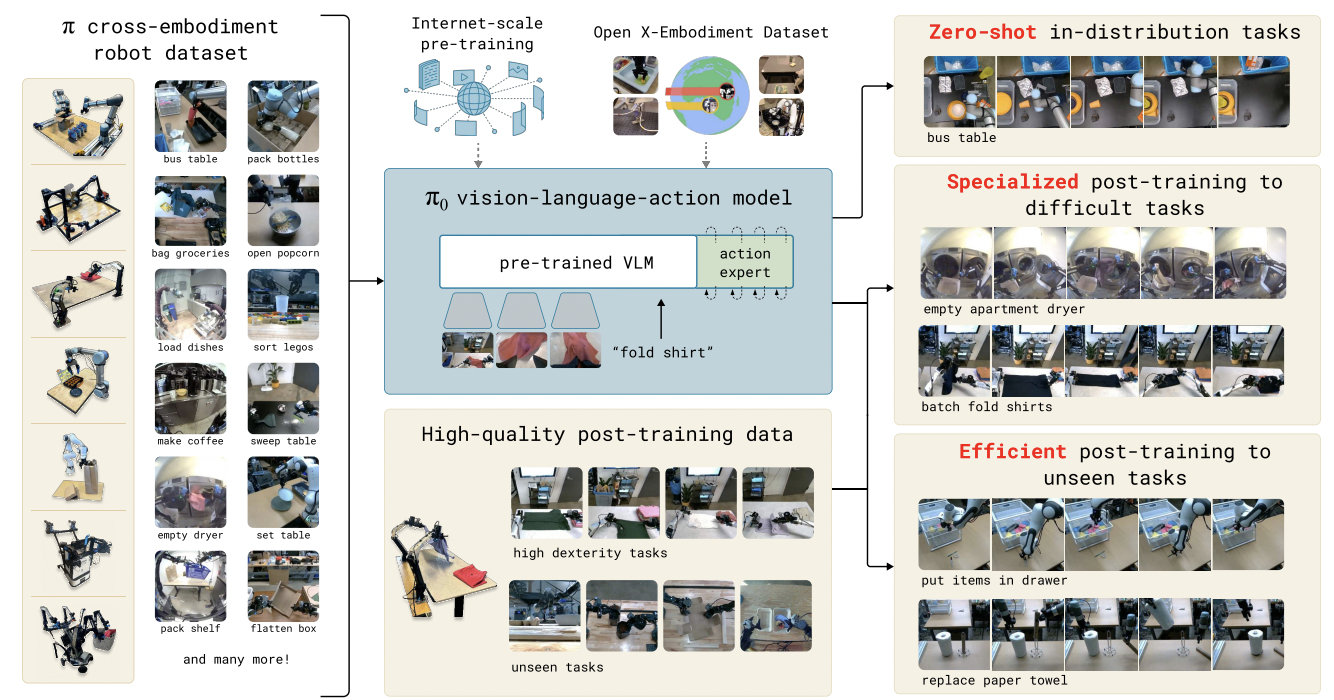 π cross-embodiment
robot dataset
bus table
pack bottles
bag groceries
open popcorn
load dishes
sort legos
make coffee
sweep table
empty dryer
set table
pack shelf
flatten box
and many more!
Internet-scale
pre-training
Open X-Embodiment Dataset
π₀ vision-language-action model
pre-trained VLM
action
expert
“fold shirt”
High-quality post-training data
high dexterity tasks
unseen tasks
Zero-shot in-distribution tasks
bus table
Specialized post-training to
difficult tasks
empty apartment dryer
batch fold shirts
Efficient post-training to
unseen tasks
put items in drawer
replace paper towel